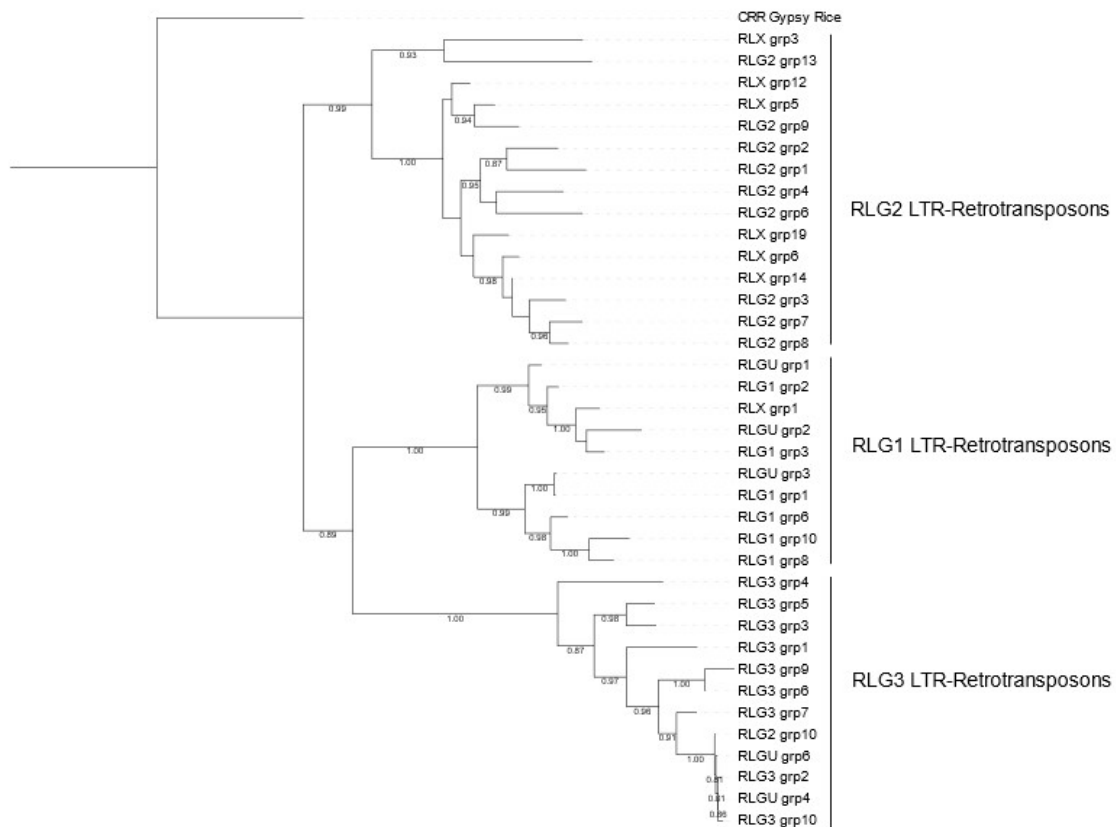 CRR Gypsy Rice
RLX grp3
0.93
RLG2 grp13
RLX grp12
0.99
RLX grp5
0.94
RLG2 grp9
RLG2 grp2
1.00
0.87
RLG2 grp1
0.95
RLG2 grp4
RLG2 LTR-Retrotransposons
RLG2 grp6
RLX grp19
RLX grp6
0.98
RLX grp14
RLG2 grp3
RLG2 grp7
0.96
RLG2 grp8
RLGU grp1
0.99
RLG1 grp2
0.95
RLX grp1
1.00
RLGU grp2
RLG1 LTR-Retrotransposons
1.00
RLG1 grp3
RLGU grp3
1.00
RLG1 grp1
0.99
RLG1 grp6
0.98
RLG1 grp10
0.89
1.00
RLG1 grp8
RLG3 grp4
RLG3 grp5
1.00
0.98
RLG3 grp3
0.87
RLG3 grp1
RLG3 grp9
0.97
1.00
RLG3 LTR-Retrotransposons
RLG3 grp6
0.96
RLG3 grp7
RLG2 grp10
0.91
1.00
RLGU grp6
RLG3 grp2
RLGU grp4
RLG3 grp10